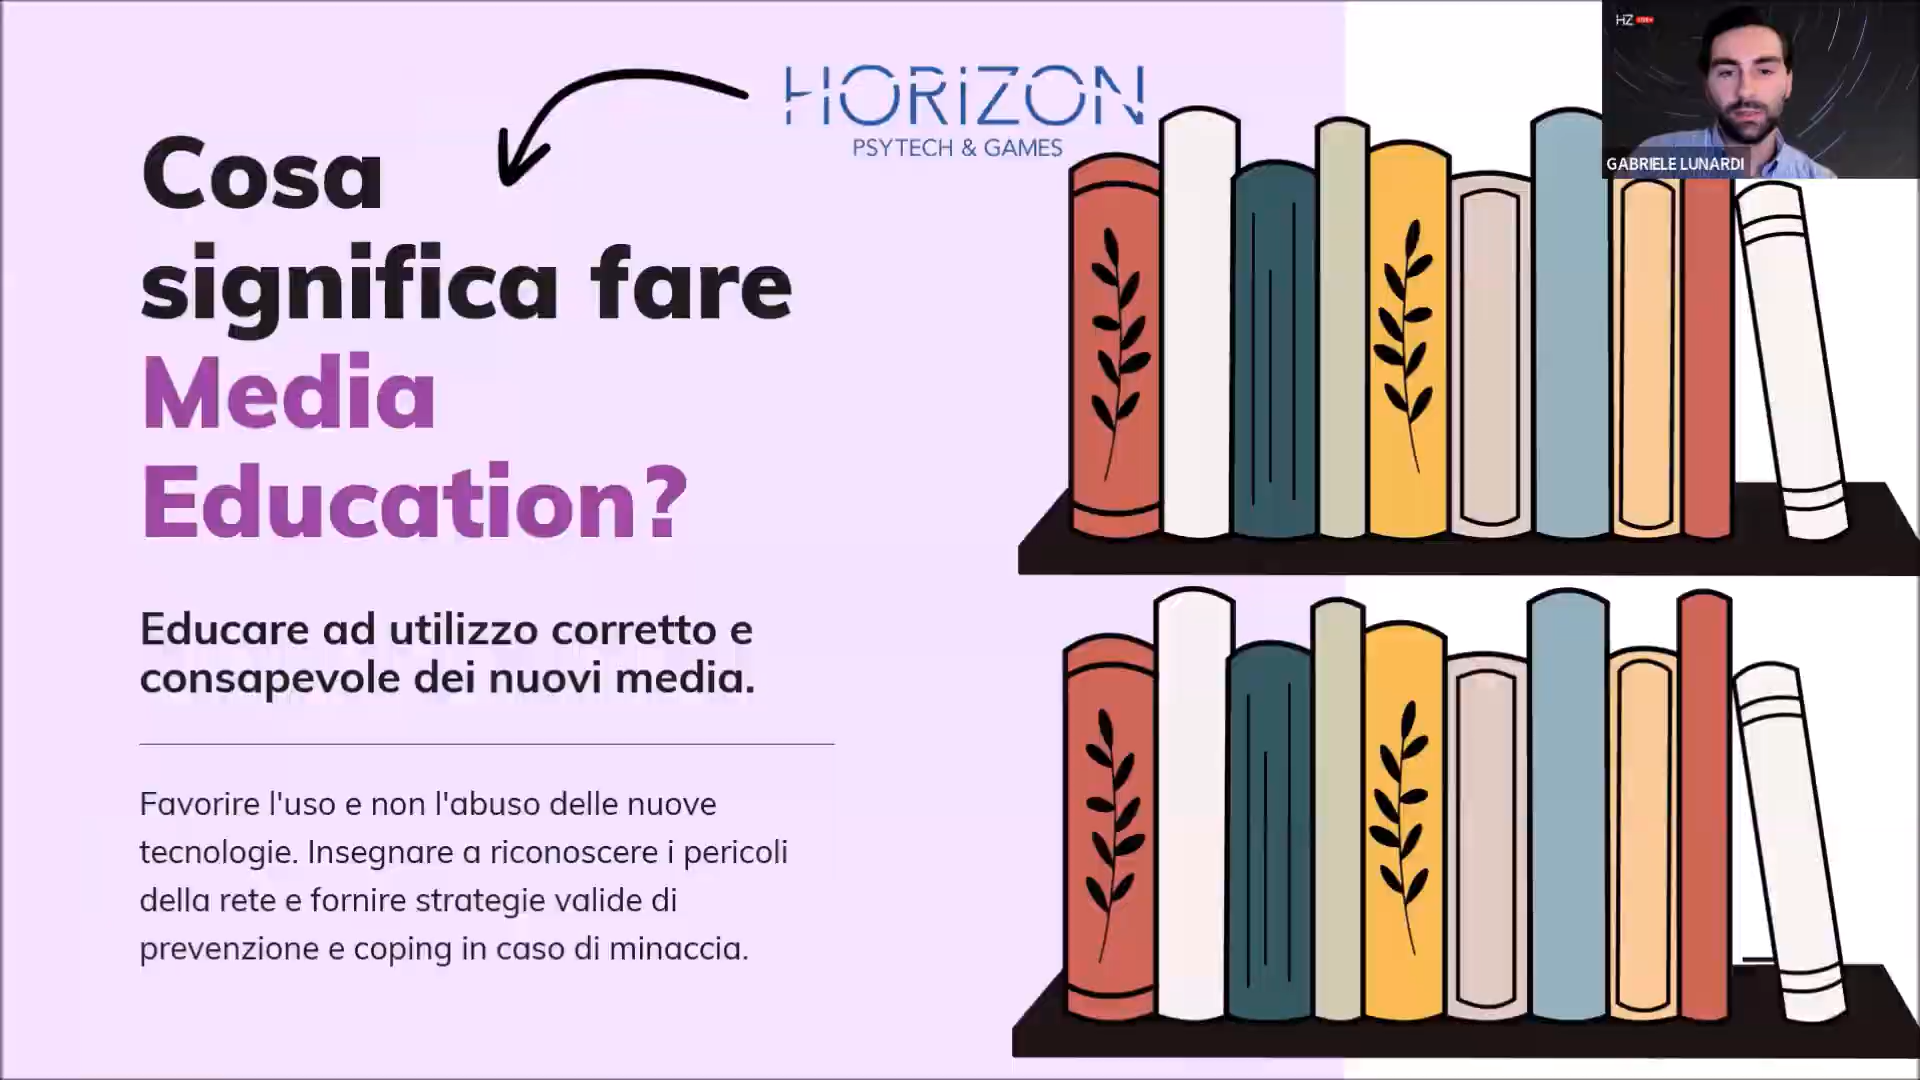 HORiZON
PSYTECH & GAMES
HZ
GABRIELE LUNARDI
Cosa
significa fare
Media
Education?
Educare ad utilizzo corretto e
consapevole dei nuovi media.
Favorire l'uso e non l'abuso delle nuove
tecnologie. Insegnare a riconoscere i pericoli
della rete e fornire strategie valide di
prevenzione e coping in caso di minaccia.